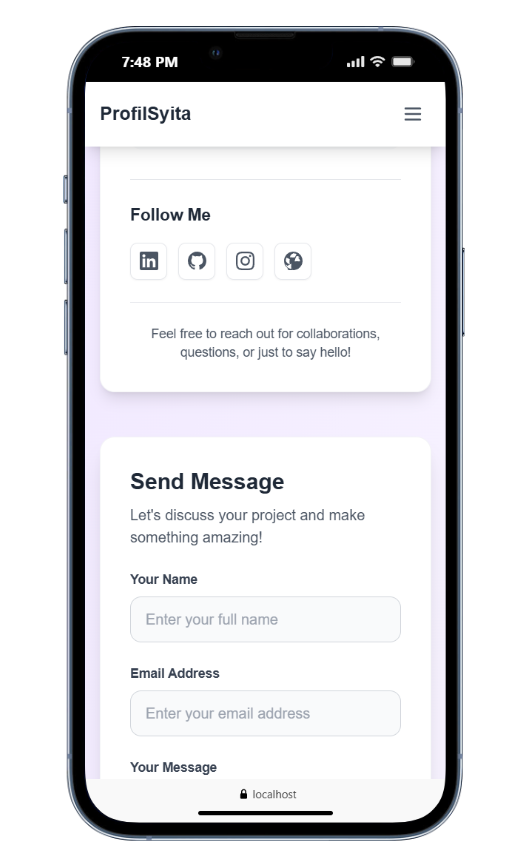 7:48 PM
ProfilSyita
Follow Me
Feel free to reach out for collaborations,
questions, or just to say hello!
Send Message
Let's discuss your project and make
something amazing!
Your Name
Enter your full name
Email Address
Enter your email address
Your Message
localhost